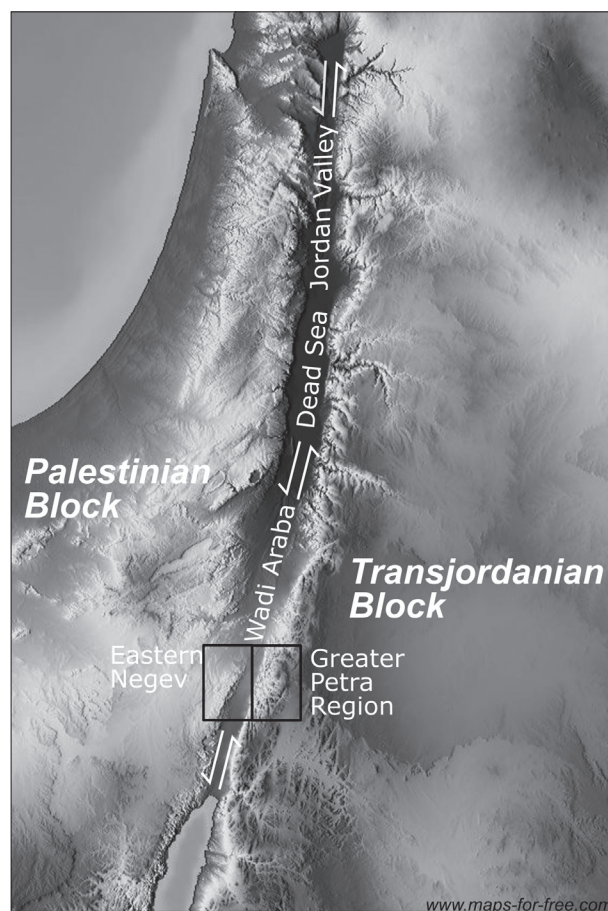 Jordan Valley
Dead Sea
Palestinian
Block
Wadi Araba
Transjordanian
Block
Eastern
Negev
Greater
Petra
Region
www.maps-for-free.com